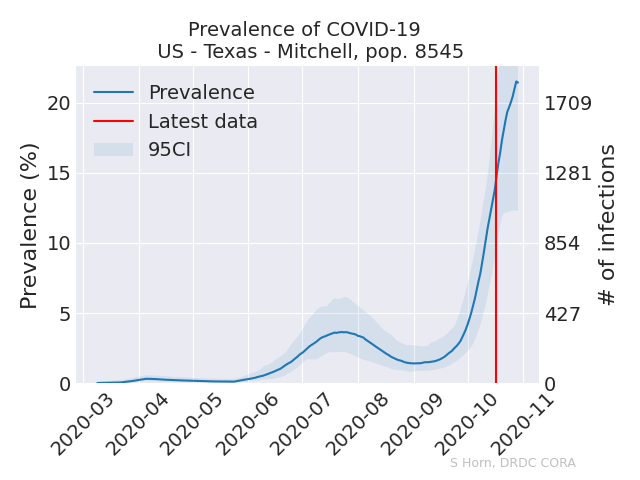 Prevalence of COVID-19
US - Texas - Mitchell, pop. 8545
Prevalence
Latest data
95CI
Prevalence (%)
20
15
10
5
0
1709
1281
854
427
0
# of infections
2020-03
2020-04
2020-05
2020-06
2020-07
2020-08
2020-09
2020-10
2020-11
S Horn, DRDC CORA